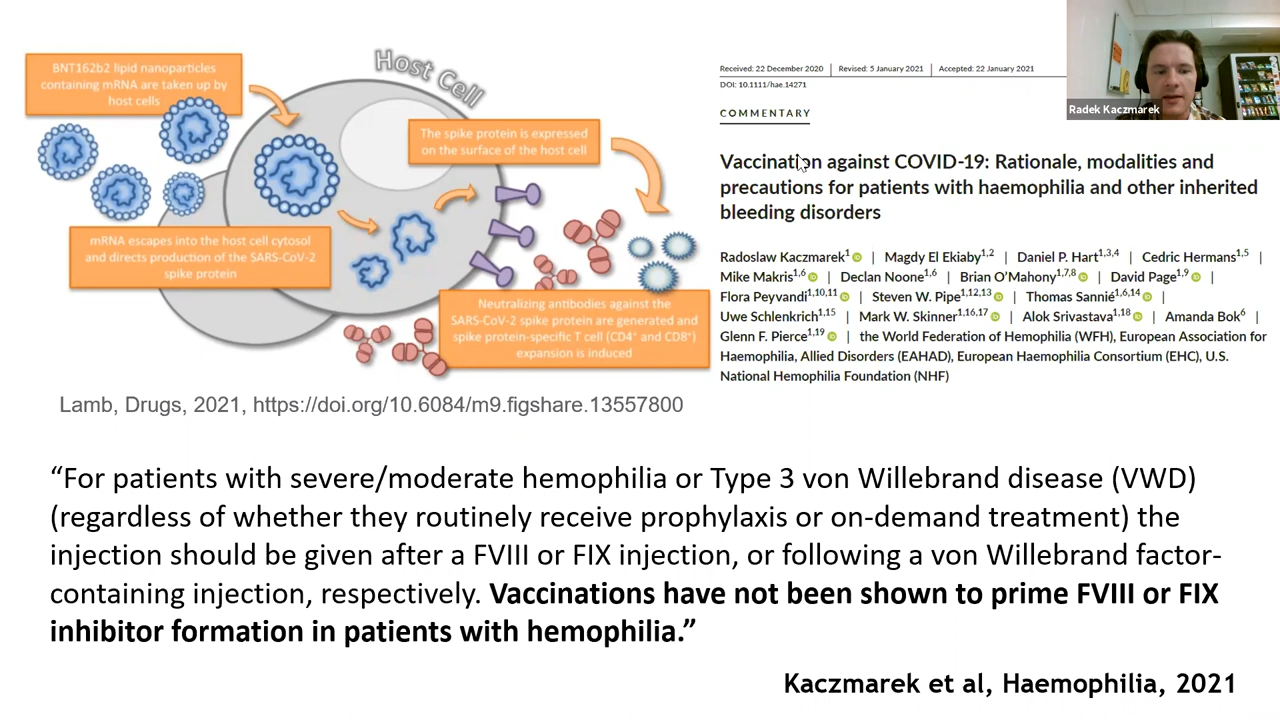 BNT162b2 lipid nanoparticles
containing mRNA are taken up by
host cells
Host Cell
The spike protein is expressed
on the surface of the host cell
mRNA escapes into the host cell cytosol
and directs production of the SARS-CoV-2
spike protein
Neutralizing antibodies against the
SARS-CoV-2 spike protein are generated and
spike protein-specific T cell (CD4+ and CD8+)
expansion is induced
Lamb, Drugs, 2021, https://doi.org/10.6084/m9.figshare.13557800
Radek Kaczmarek
Received: 22 December 2020 | Revised: 5 January 2021 | Accepted: 22 January 2021
DOI: 10.1111/hae.14271
COMMENTARY
Vaccination against COVID-19: Rationale, modalities and
precautions for patients with haemophilia and other inherited
bleeding disorders
Radoslaw Kaczmarek1 | Magdy El Ekiaby1,2 | Daniel P. Hart1,3,4 | Cedric Hermans1,5 |
Mike Makris1,6 | Declan Noone1,6 | Brian O'Mahony1,7,8 | David Page1,9 |
Flora Peyvandi1,10,11 | Steven W. Pipe1,12,13 | Thomas Sannié1,6,14 |
Uwe Schlenkrich1,15 | Mark W. Skinner1,16,17 | Alok Srivastava1,18 | Amanda Bok6 |
Glenn F. Pierce1,19 | the World Federation of Hemophilia (WFH), European Association for
Haemophilia, Allied Disorders (EAHAD), European Haemophilia Consortium (EHC), U.S.
National Hemophilia Foundation (NHF)
“For patients with severe/moderate hemophilia or Type 3 von Willebrand disease (VWD)
(regardless of whether they routinely receive prophylaxis or on-demand treatment) the
injection should be given after a FVIII or FIX injection, or following a von Willebrand factor-
containing injection, respectively. Vaccinations have not been shown to prime FVIII or FIX
inhibitor formation in patients with hemophilia.”
Kaczmarek et al, Haemophilia, 2021